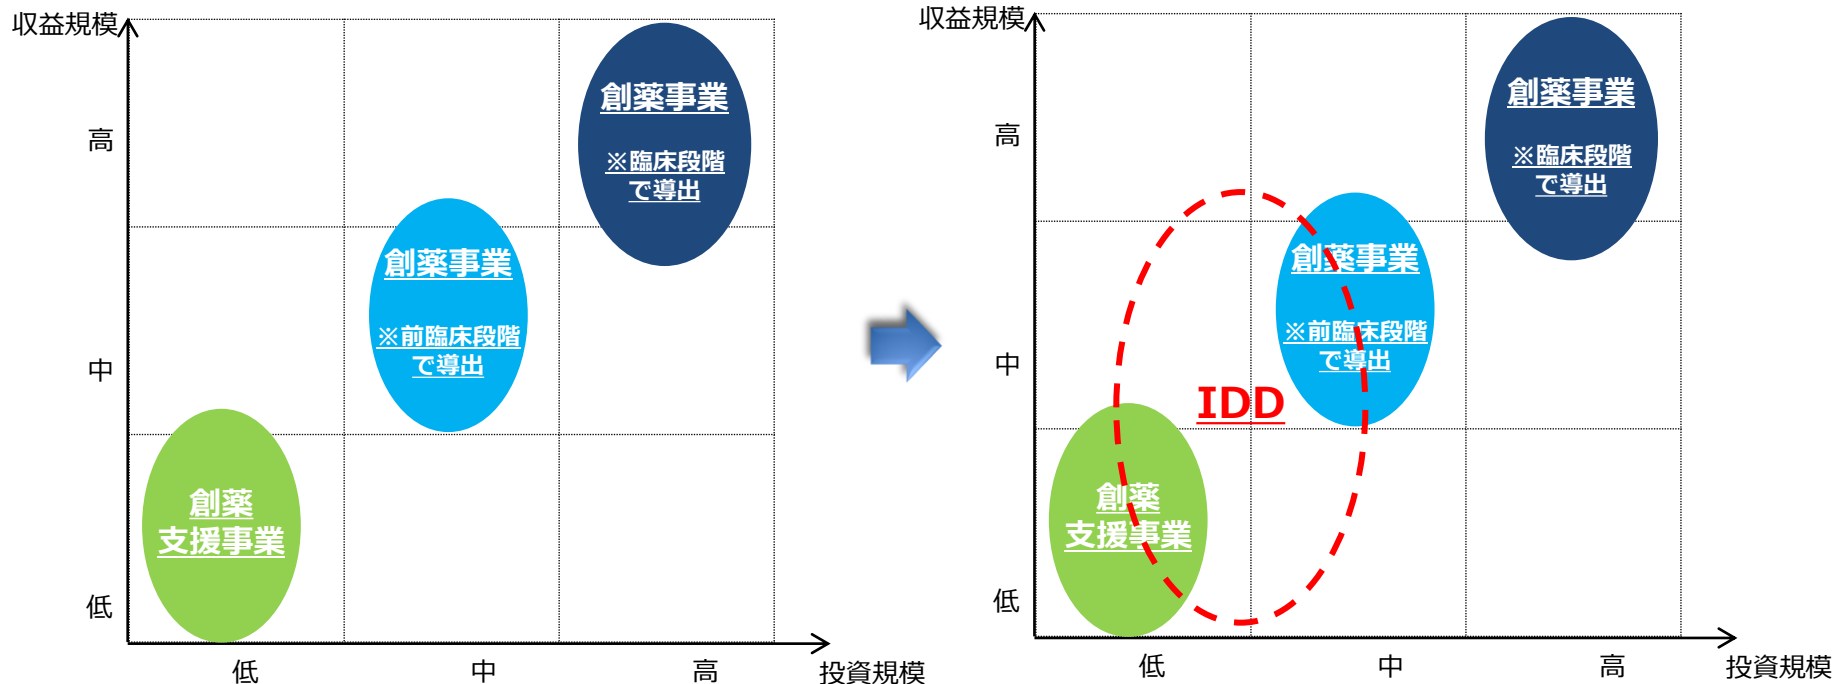 収益規模
創薬事業
※臨床段階
で導出
高
創薬事業
※前臨床段階
で導出
中
創薬
支援事業
低
低
中
高
投資規模
収益規模
創薬事業
※臨床段階
で導出
高
創薬事業
※前臨床段階
で導出
中
IDD
創薬
支援事業
低
低
中
高
投資規模